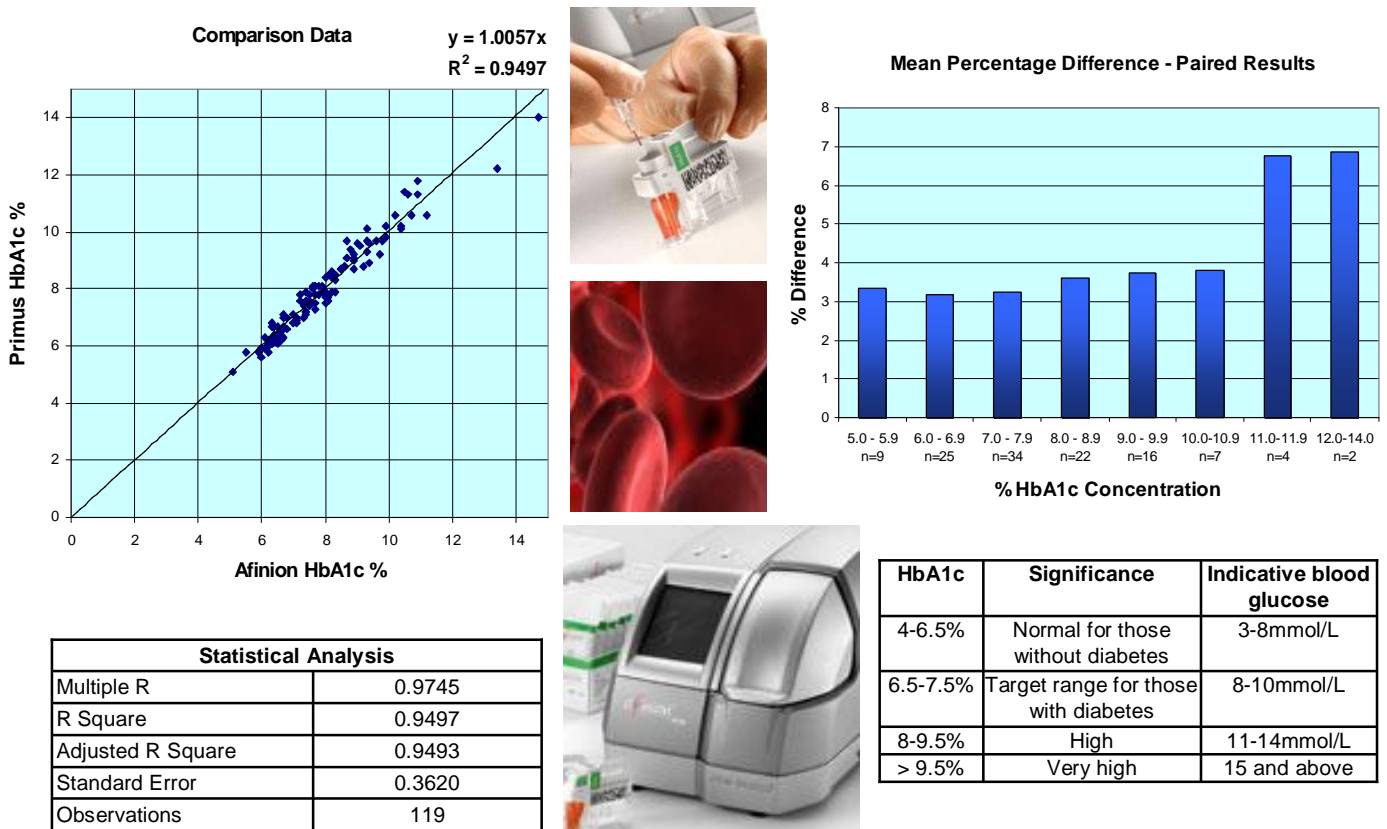 Comparison Data
y = 1.0057x
R² = 0.9497
14
12
10
8
6
4
2
0
0 2 4 6 8 10 12 14
Primus HbA1c %
Afinion HbA1c %
Mean Percentage Difference - Paired Results
8
7
6
5
4
3
2
1
0
% Difference
5.0 - 5.9 6.0 - 6.9 7.0 - 7.9 8.0 - 8.9 9.0 - 9.9 10.0-10.9 11.0-11.9 12.0-14.0
n=9 n=25 n=34 n=22 n=16 n=7 n=4 n=2
% HbA1c Concentration
Statistical Analysis
Multiple R 0.9745
R Square 0.9497
Adjusted R Square 0.9493
Standard Error 0.3620
Observations 119
HbA1c Significance Indicative blood
glucose
4-6.5% Normal for those 3-8mmol/L
without diabetes
6.5-7.5% Target range for those 8-10mmol/L
with diabetes
8-9.5% High 11-14mmol/L
> 9.5% Very high 15 and above